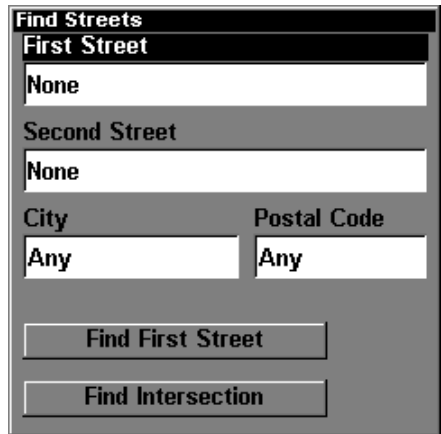 Find Streets
First Street
None
Second Street
None
City Postal Code
Any Any
Find First Street
Find Intersection